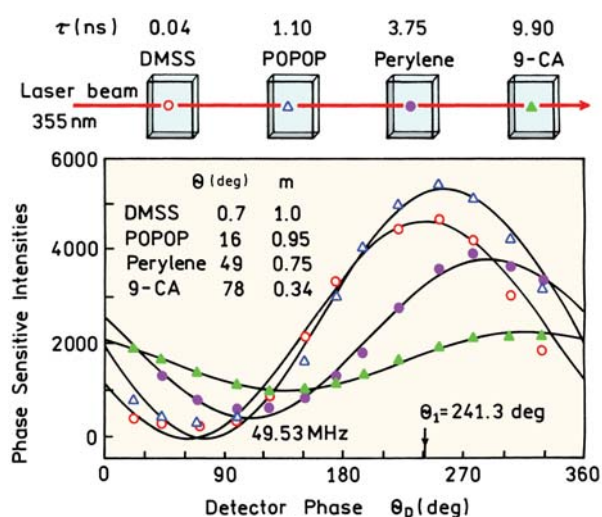 τ(ns) 0.04 1.10 3.75 9.90
DMSS POPOP Perylene 9-CA
Laser beam
355nm
6000
4000
2000
0
Phase Sensitive Intensities
Θ (deg) m
DMSS 0.7 1.0
POPOP 16 0.95
Perylene 49 0.75
9-CA 78 0.34
49.53 MHz
Θ₁=241.3 deg
0 90 180 270 360
Detector Phase Θ_D(deg)